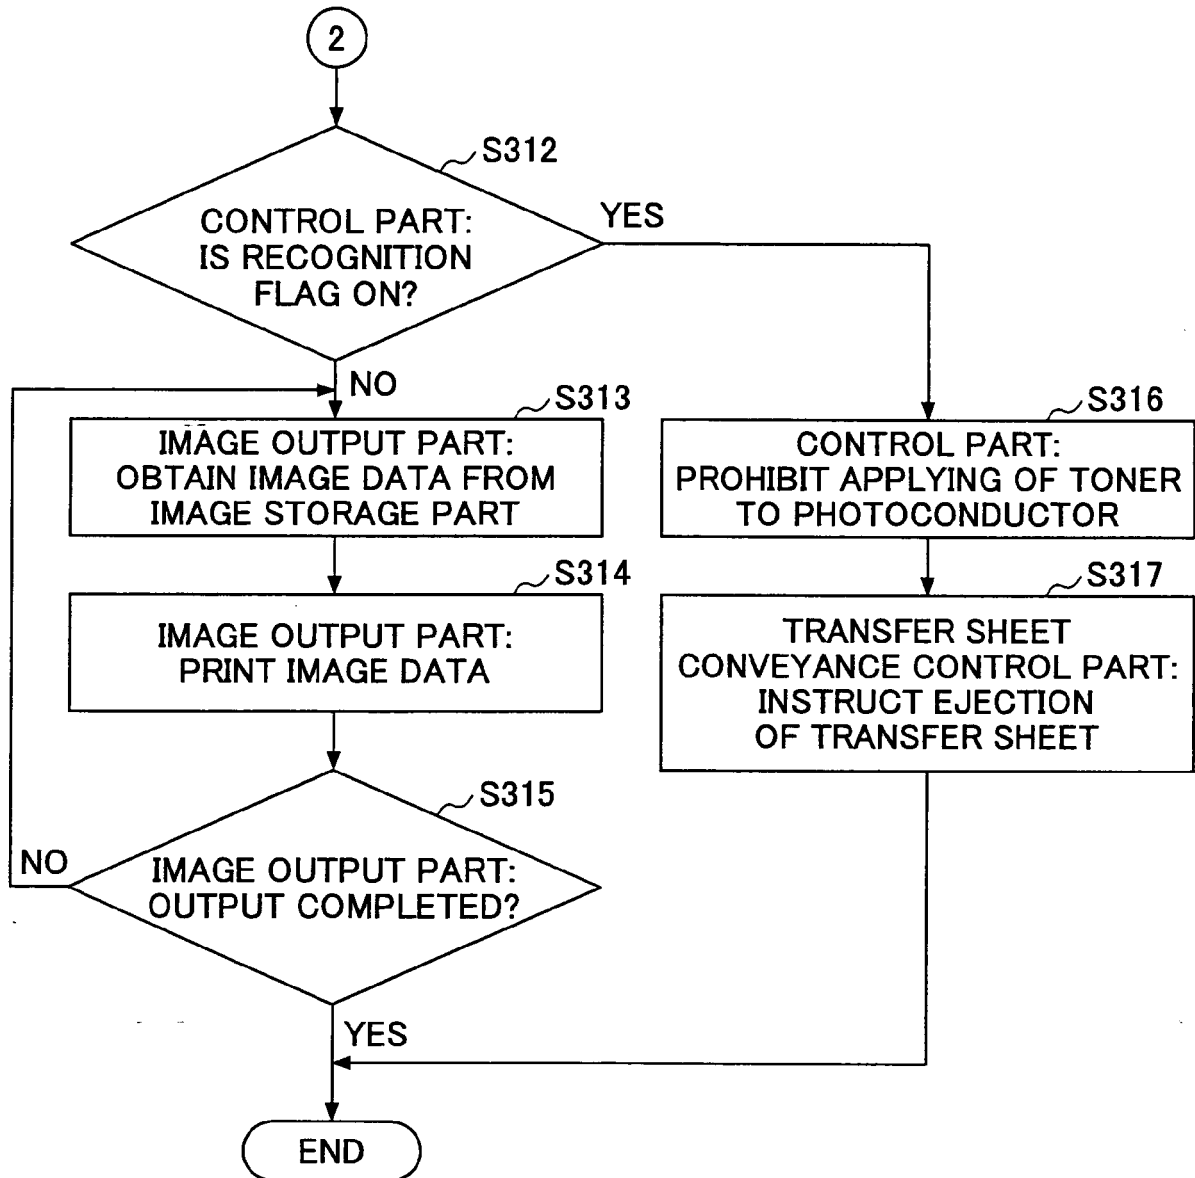 2
S312
CONTROL PART:
IS RECOGNITION
FLAG ON?
YES
NO
S313
IMAGE OUTPUT PART:
OBTAIN IMAGE DATA FROM
IMAGE STORAGE PART
S314
IMAGE OUTPUT PART:
PRINT IMAGE DATA
S315
NO
IMAGE OUTPUT PART:
OUTPUT COMPLETED?
YES
S316
CONTROL PART:
PROHIBIT APPLYING OF TONER
TO PHOTOCONDUCTOR
S317
TRANSFER SHEET
CONVEYANCE CONTROL PART:
INSTRUCT EJECTION
OF TRANSFER SHEET
END